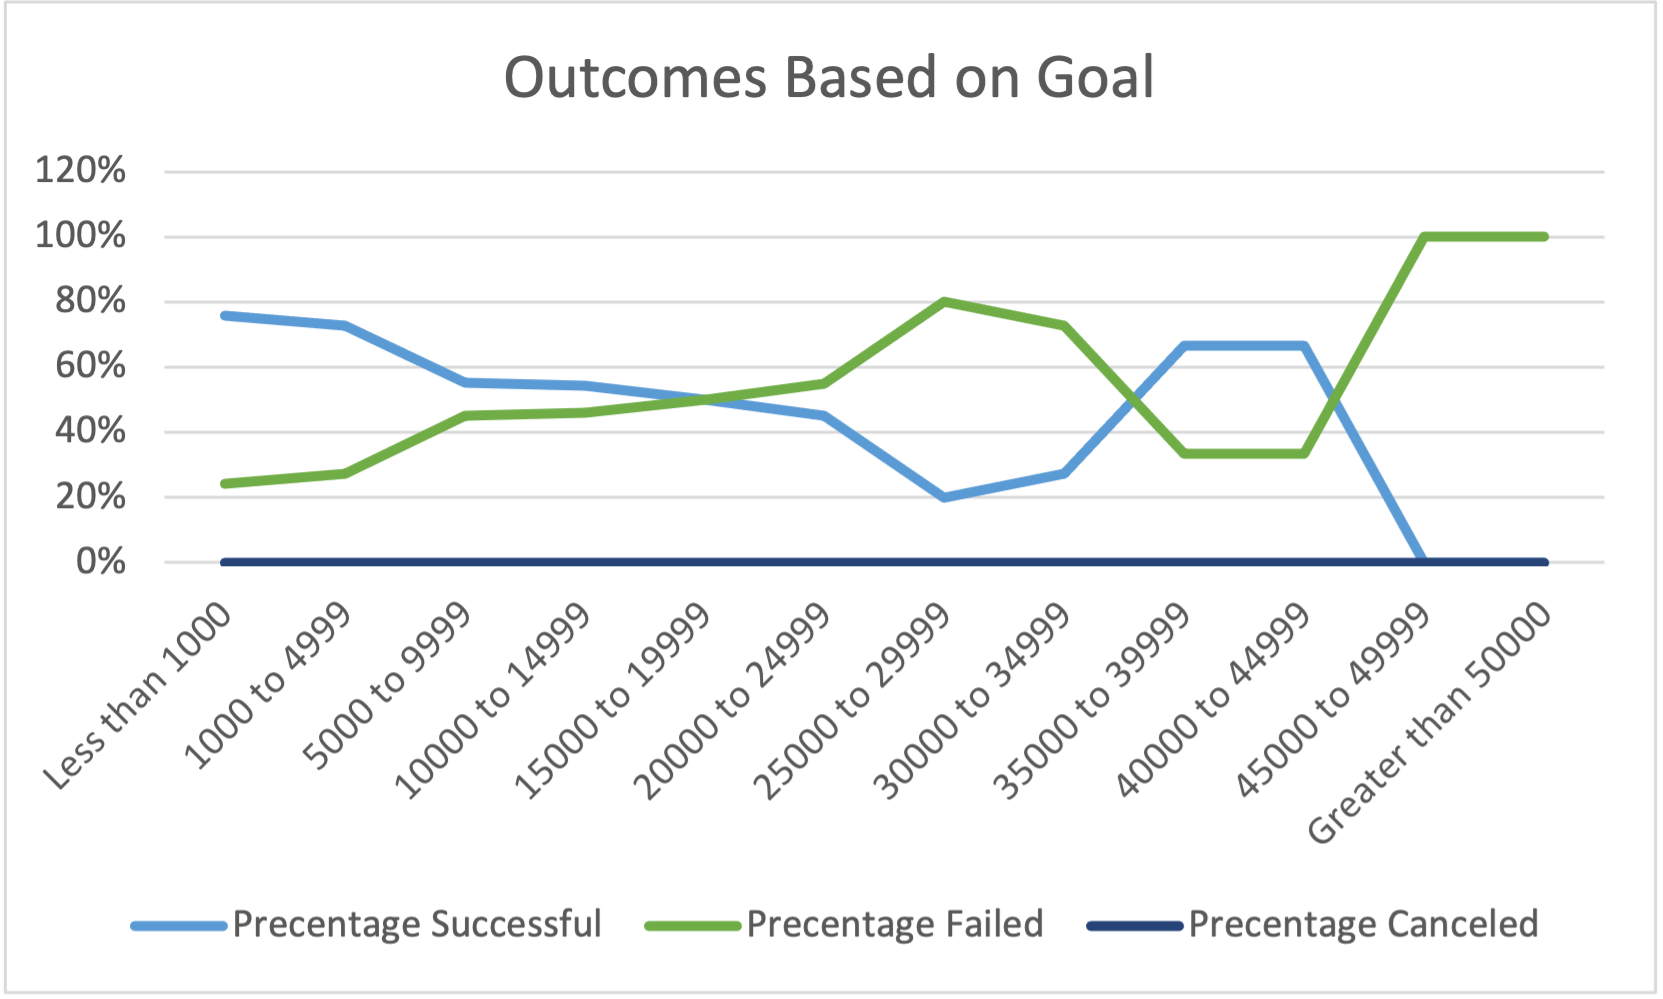 Outcomes Based on Goal
120%
100%
80%
60%
40%
20%
0%
Less than 1000
1000 to 4999
5000 to 9999
10000 to 14999
15000 to 19999
20000 to 24999
25000 to 29999
30000 to 34999
35000 to 39999
40000 to 44999
45000 to 49999
Greater than 50000
Precentage Successful
Precentage Failed
Precentage Canceled